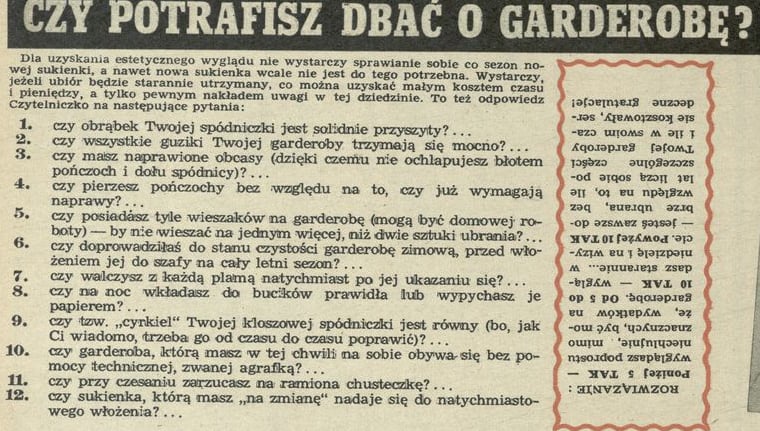 CZY POTRAFISZ DBAĆ O GARDEROBĘ?
Dla uzyskania estetycznego wyglądu nie wystarczy sprawianie sobie co sezon no-
wej sukienki, a nawet nowa sukienka wcale nie jest do tego potrzebna. Wystarczy,
jeżeli ubiór będzie starannie utrzymany, co można uzyskać małym kosztem czasu
i pieniędzy, a tylko pewnym nakładem uwagi w tej dziedzinie. To też odpowiedz
Czytelniczko na następujące pytania:
1. czy obrąbek Twojej spódniczki jest solidnie przyszyty?...
2. czy wszystkie guziki Twojej garderoby trzymają się mocno?...
3. czy masz naprawione obcasy (dzięki czemu nie ochlapujesz błotem
pończoch i dołu spódnicy)?...
4. czy pierzesz pończochy bez względu na to, czy już wymagają
naprawy?...
5. czy posiadasz tyle wieszaków na garderobę (mogą być domowej ro-
boty) — by nie wieszać na jednym więcej, niż dwie sztuki ubrania?...
6. czy doprowadziłaś do stanu czystości garderobę zimową, przed wło-
żeniem jej do szafy na cały letni sezon?...
7. czy walczysz z każdą plamą natychmiast po jej ukazaniu się?...
8. czy na noc wkładasz do bucików prawidła lub wypychasz je
papierem?...
9. czy tzw. „cyrkiel" Twojej kloszowej spódniczki jest równy (bo, jak
Ci wiadomo, trzeba go od czasu do czasu poprawić)?...
10. czy garderoba, którą masz w tej chwili na sobie obywa się bez po-
mocy technicznej, zwanej agrafką?...
11. czy przy czesaniu zarzucasz na ramiona chusteczkę?...
12. czy sukienka, którą masz „na zmianę" nadaje się do natychmiasto-
wego włożenia?...
ROZWIĄZANIE:
Poniżej 5 TAK —
wyglądasz poprostu
niechlujnie, mimo
znacznych, być mo-
że, wydatków na
garderobę. Od 5 do
10 TAK — wyglą-
dasz starannie... w
niedzielę i na wizy-
cie. Powyżej 10 TAK
— jesteś zawsze do-
brze ubrana, bez
względu na to, ile
lat liczą sobie po-
szczególne części
Twojej garderoby
i ile w swoim cza-
sie kosztowały, ser-
deczne gratulacje!